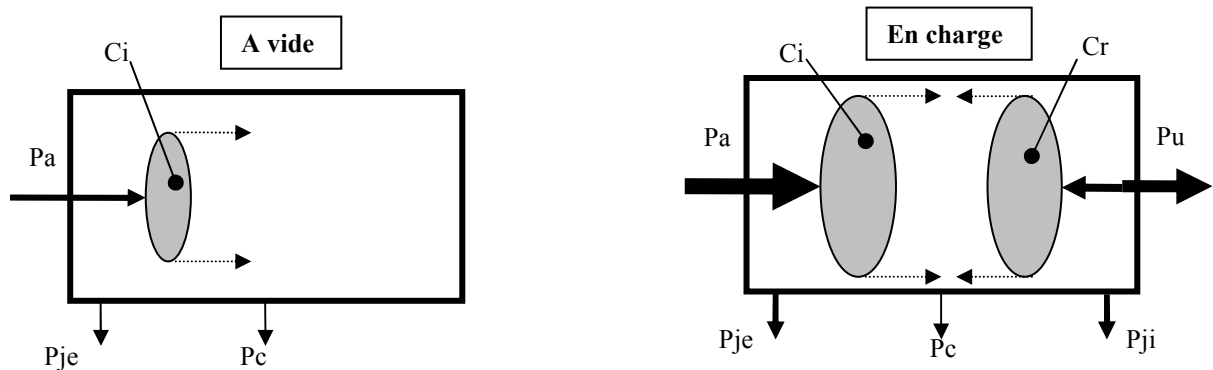 A vide
Ci
Pa
Pje
Pc
En charge
Ci
Cr
Pa
Pu
Pje
Pc
Pji